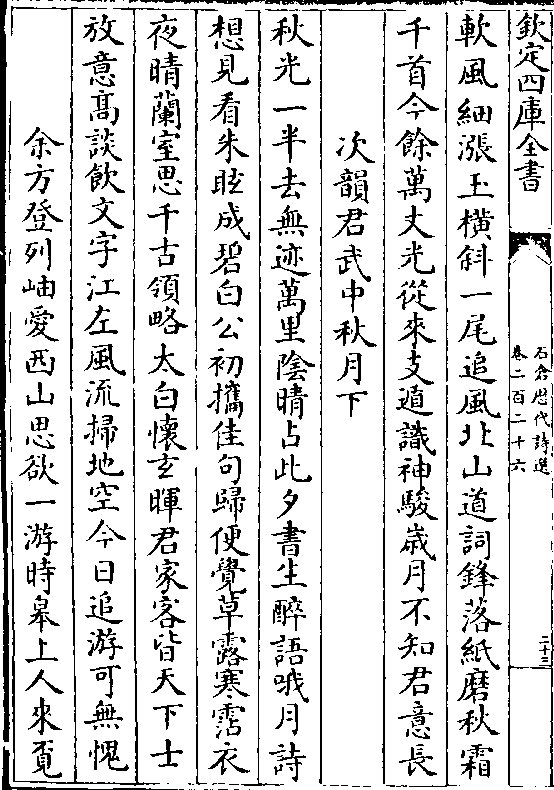 欽定四庫全書
石倉歴代詩選
卷二百二十六
二十三
軟風細漲玉橫斜一尾追風北山道詞鋒落紙磨秋霜
千首今餘萬丈光從來支遁識神駿嵗月不知君意長
次韻君武中秋月下
秋光一半去無迹萬里陰晴占此夕書生醉語哦月詩
想見看朱眩成碧白公初攜佳句歸便覺草露寒霑衣
夜晴蘭室思千古領略太白懷玄暉君家客皆天下士
放意髙談飲文字江左風流掃地空今日追游可無愧
余方登列岫愛西山思欲一游時皋上人來覔